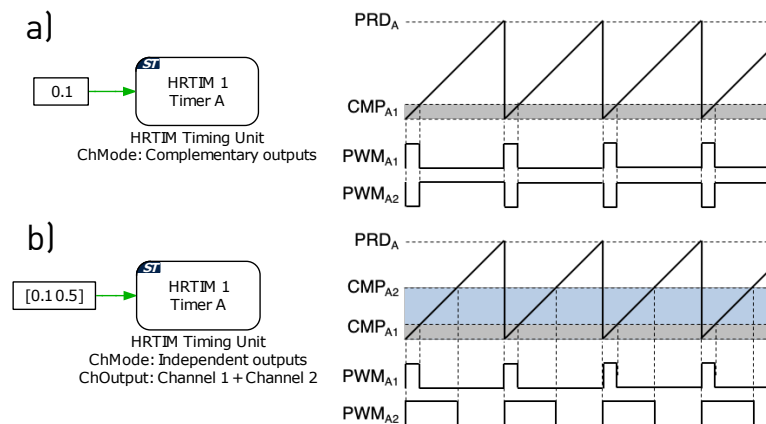 a)
ST
0.1
HRTIM 1
Timer A
HRTIM Timing Unit
ChMode: Complementary outputs
PRDA
CMPA1
PWMA1
PWMA2
b)
ST
[0.1 0.5]
HRTIM 1
Timer A
HRTIM Timing Unit
ChMode: Independent outputs
ChOutput: Channel 1 + Channel 2
PRDA
CMPA2
CMPA1
PWMA1
PWMA2